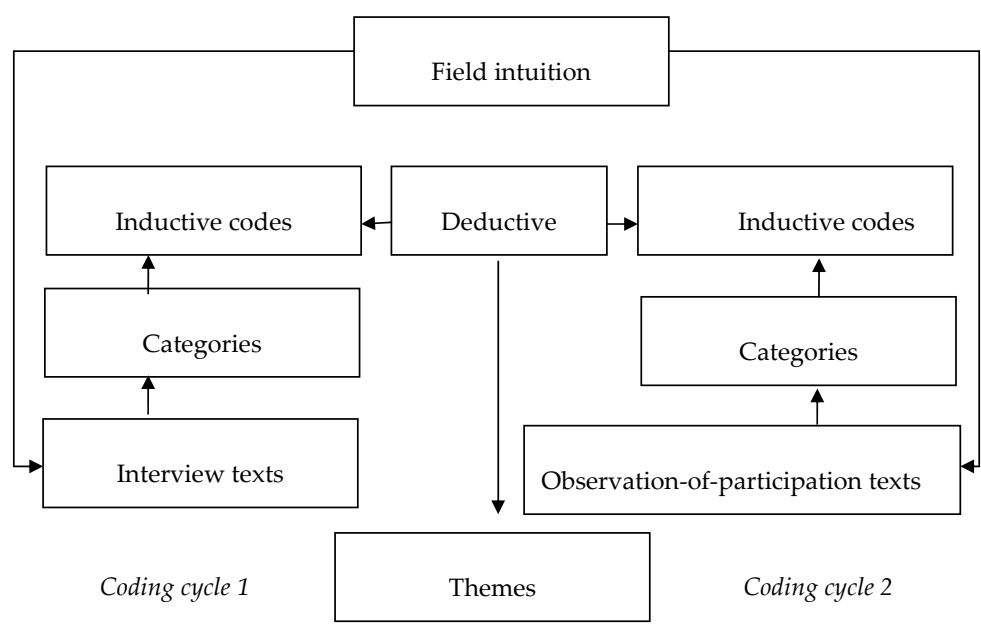 Field intuition
Inductive codes
Deductive
Inductive codes
Categories
Categories
Interview texts
Observation-of-participation texts
Coding cycle 1
Themes
Coding cycle 2